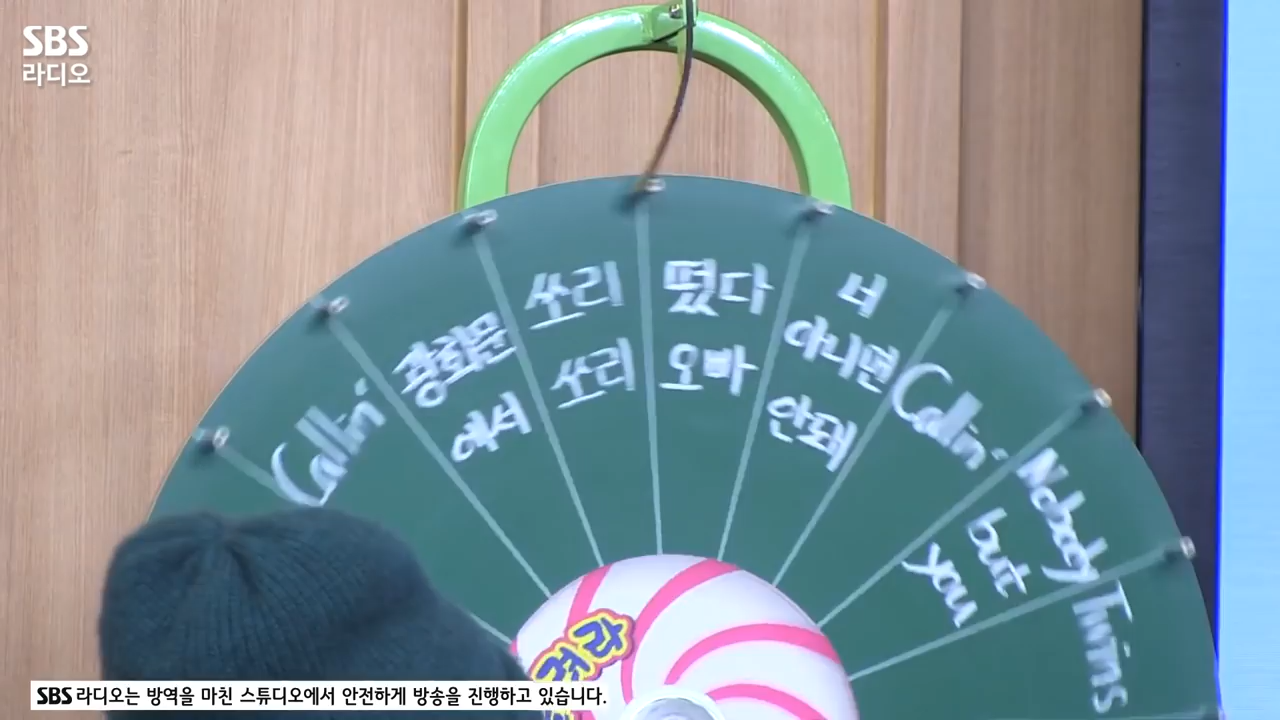 SBS
라디오
Callin'
광화문
에서
쏘리
쏘리
떴다
오빠
너
아니면
안돼
Callin'
Nobody
but
you
Twins
SBS 라디오는 방역을 마친 스튜디오에서 안전하게 방송을 진행하고 있습니다.